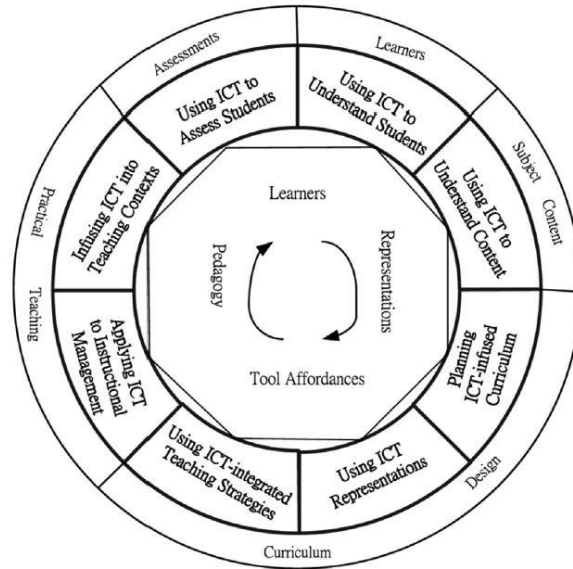 Assessments
Learners
Subject
Content
Design
Curriculum
Teaching
Practical
Using ICT to
Assess Students
Using ICT to
Understand Students
Using ICT to
Understand Content
Planning
ICT-infused
Curriculum
Using ICT
Representations
Using ICT-integrated
Teaching Strategies
Applying ICT
to Instructional
Management
Infusing ICT into
Teaching Contexts
Learners
Representations
Tool Affordances
Pedagogy